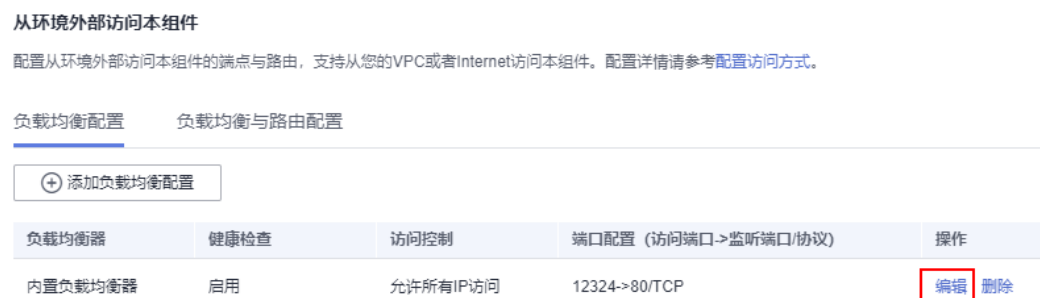 从环境外部访问本组件
配置从环境外部访问本组件的端点与路由，支持从您的VPC或者Internet访问本组件。配置详情请参考配置访问方式。
负载均衡配置 负载均衡与路由配置
添加负载均衡配置
负载均衡器 健康检查 访问控制 端口配置（访问端口->监听端口/协议) 操作
内置负载均衡器 启用 允许所有IP访问 12324->80/TCP 编辑 删除